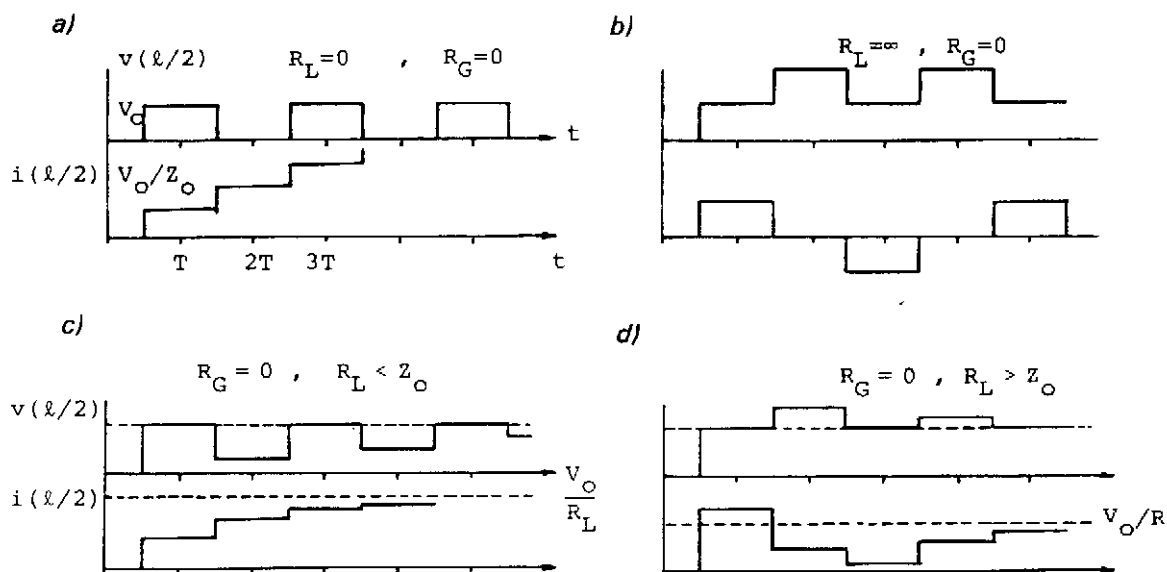 a)
v(ℓ/2) R_L=0 , R_G=0
V_o
t
i(ℓ/2) V_o/Z_o
T 2T 3T t
b)
R_L=∞ , R_G=0
c)
R_G = 0 , R_L < Z_o
v(ℓ/2)
i(ℓ/2)
V_o
R_L
d)
R_G = 0 , R_L > Z_o
V_o/R